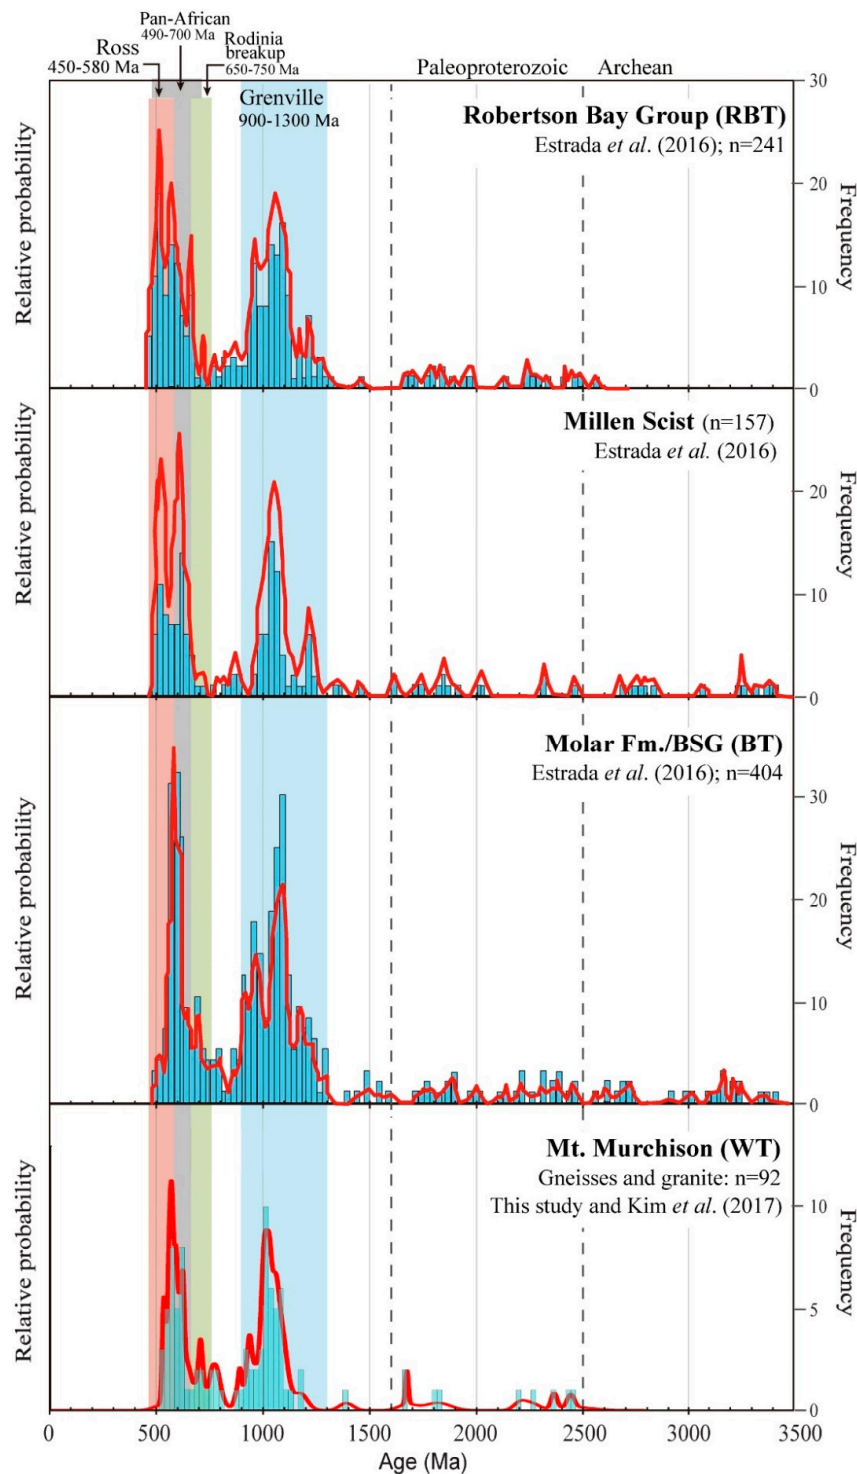 Pan-African
490-700 Ma
Ross
450-580 Ma
Rodinia
breakup
650-750 Ma
Paleoproterozoic
Archean
Grenville
900-1300 Ma
Robertson Bay Group (RBT)
Estrada et al. (2016); n=241
Relative probability
Frequency
30
20
10
0
Millen Scist (n=157)
Estrada et al. (2016)
Relative probability
Frequency
20
10
0
Molar Fm./BSG (BT)
Estrada et al. (2016); n=404
Relative probability
Frequency
30
20
10
0
Mt. Murchison (WT)
Gneisses and granite: n=92
This study and Kim et al. (2017)
Relative probability
Frequency
10
5
0
0 500 1000 1500 2000 2500 3000 3500
Age (Ma)